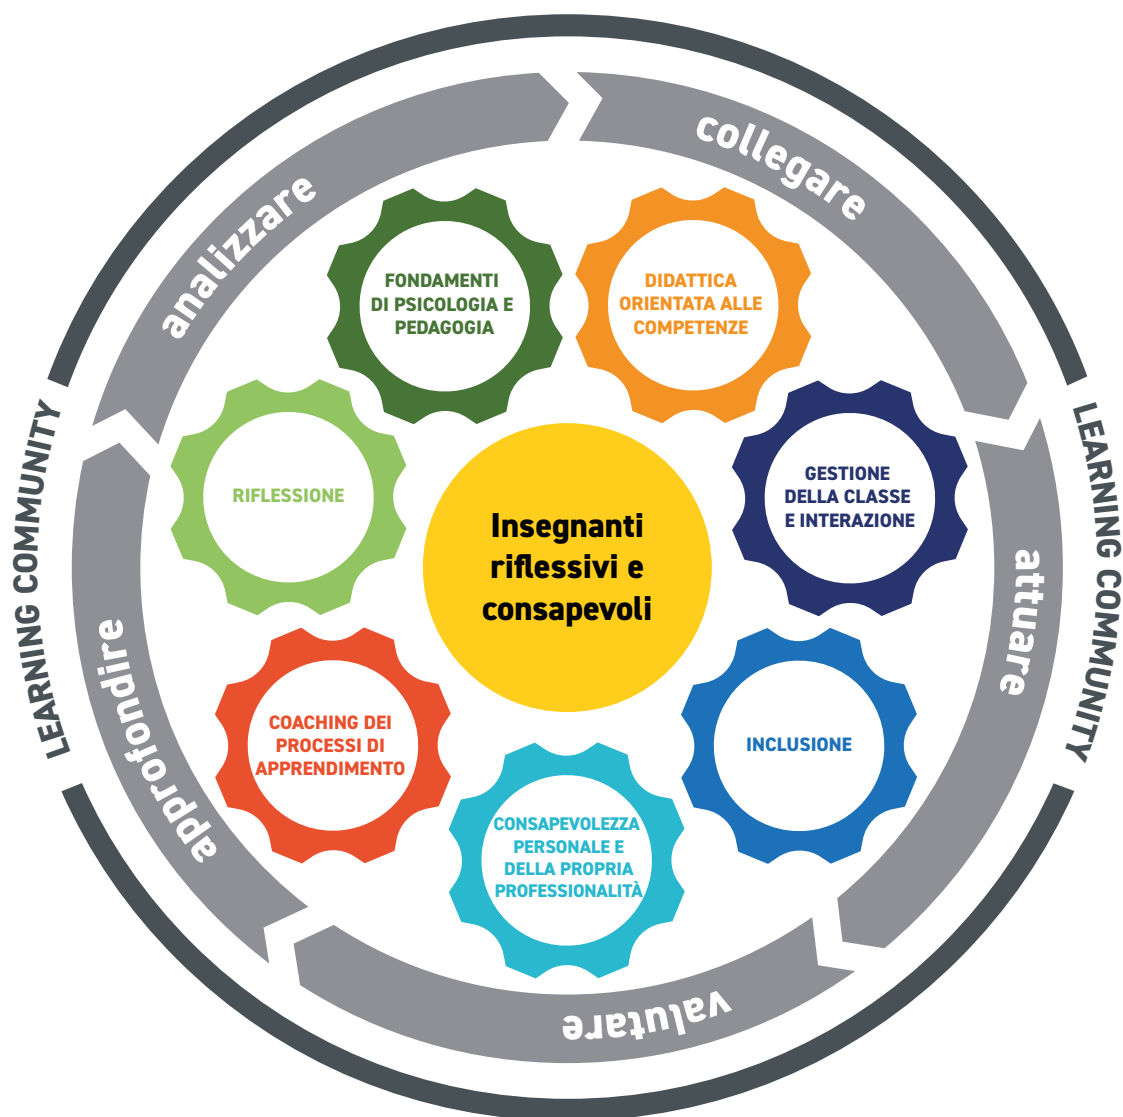 LEARNING COMMUNITY
LEARNING COMMUNITY
analizzare
collegare
attuare
valutare
approfondire
FONDAMENTI
DI PSICOLOGIA E
PEDAGOGIA
DIDATTICA
ORIENTATA ALLE
COMPETENZE
GESTIONE
DELLA CLASSE
E INTERAZIONE
INCLUSIONE
CONSAPEVOLEZZA
PERSONALE E
DELLA PROPRIA
PROFESSIONALITÀ
COACHING DEI
PROCESSI DI
APPRENDIMENTO
RIFLESSIONE
Insegnanti
riflessivi e
consapevoli